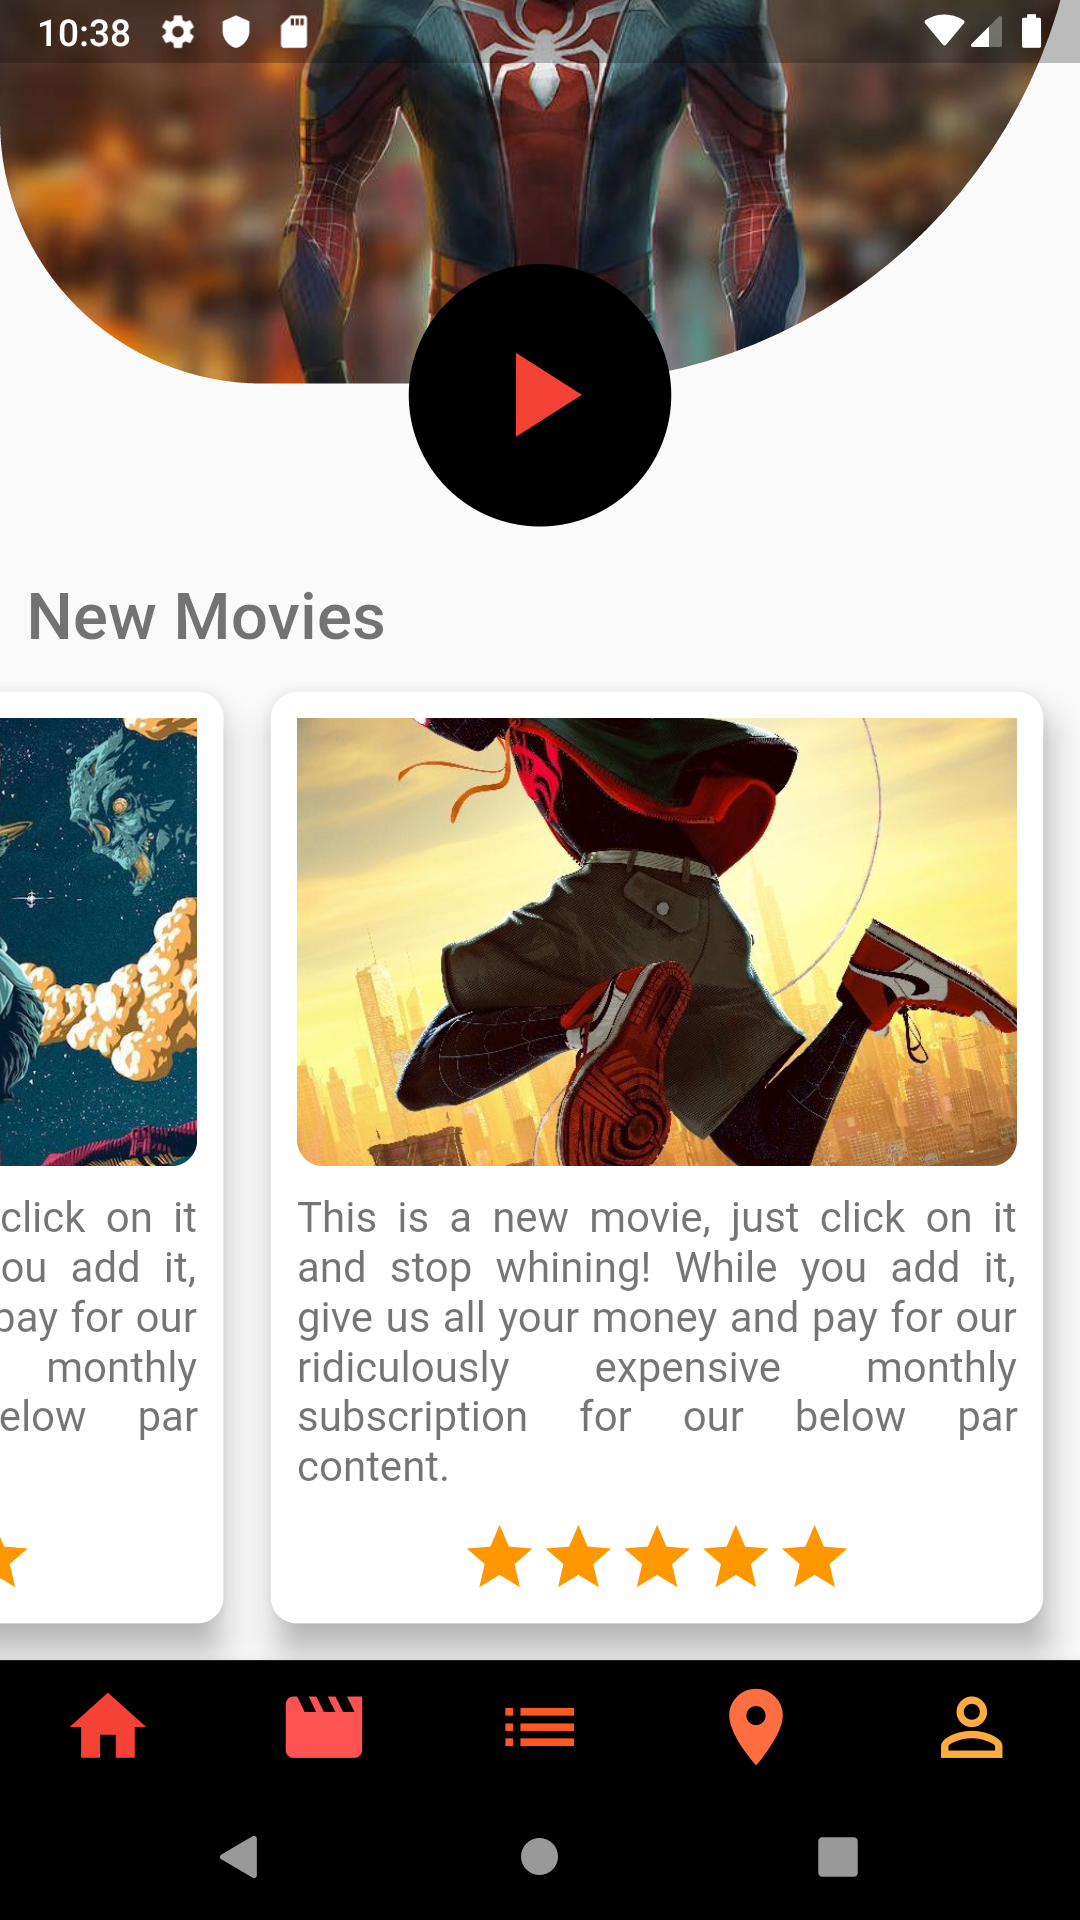 10:38
New Movies
click on it
ou add it,
pay for our
monthly
elow par
This is a new movie, just click on it
and stop whining! While you add it,
give us all your money and pay for our
ridiculously expensive monthly
subscription for our below par
content.